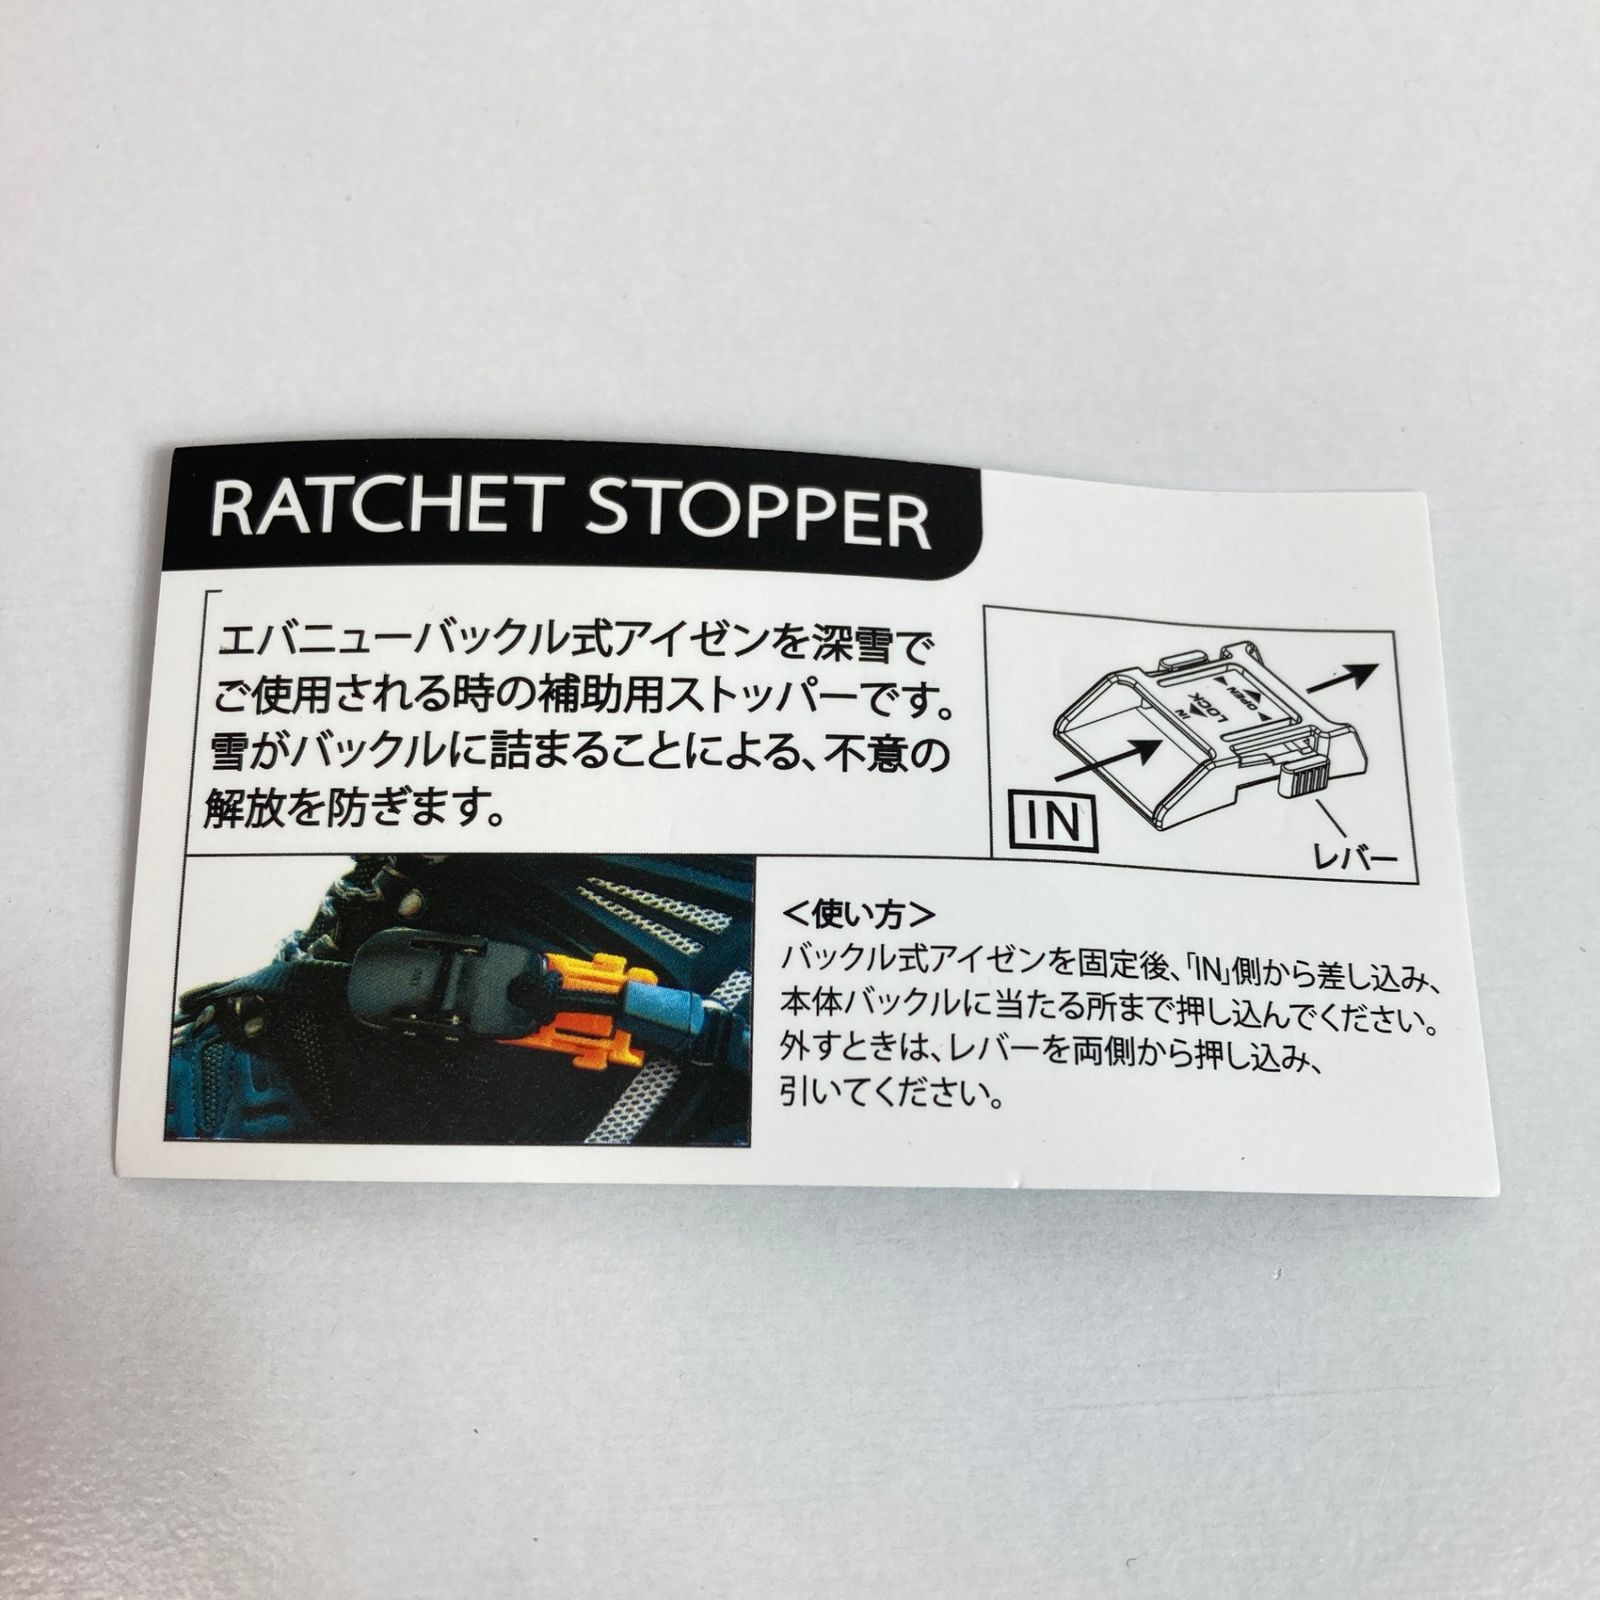 RATCHET STOPPER
エバニューバックル式アイゼンを深雪で
ご使用される時の補助用ストッパーです。
雪がバックルに詰まることによる、不意の
解放を防ぎます。
OPEN
OPEN
LOCK
IN
IN
レバー
＜使い方＞
バックル式アイゼンを固定後、「IN」側から差し込み、
本体バックルに当たる所まで押し込んでください。
外すときは、レバーを両側から押し込み、
引いてください。